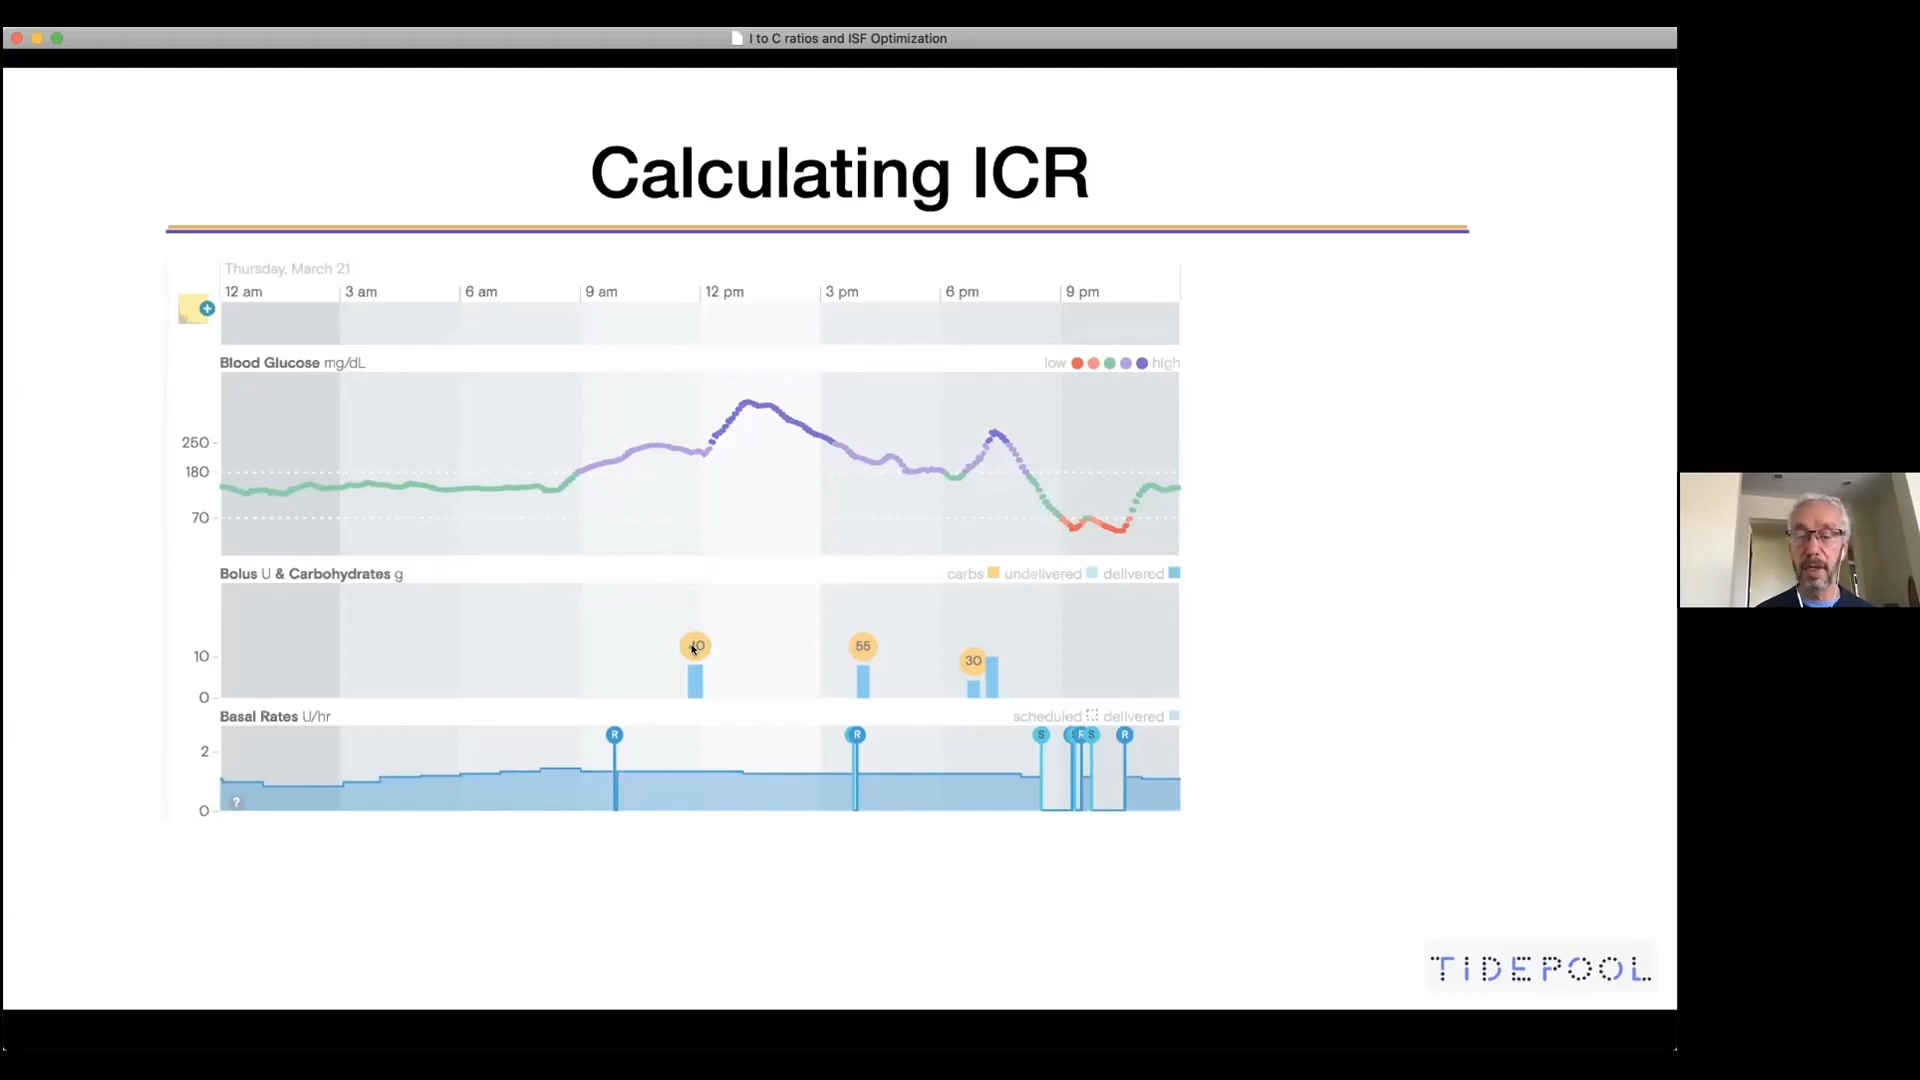 I to C ratios and ISF Optimization
Calculating ICR
Thursday, March 21
12 am 3 am 6 am 9 am 12 pm 3 pm 6 pm 9 pm
Blood Glucose mg/dL low high
250
180
70
Bolus U & Carbohydrates g carbs undelivered delivered
55
30
10
0
Basal Rates U/hr scheduled delivered
R R S R S R
2
0
?
TIDEPOOL